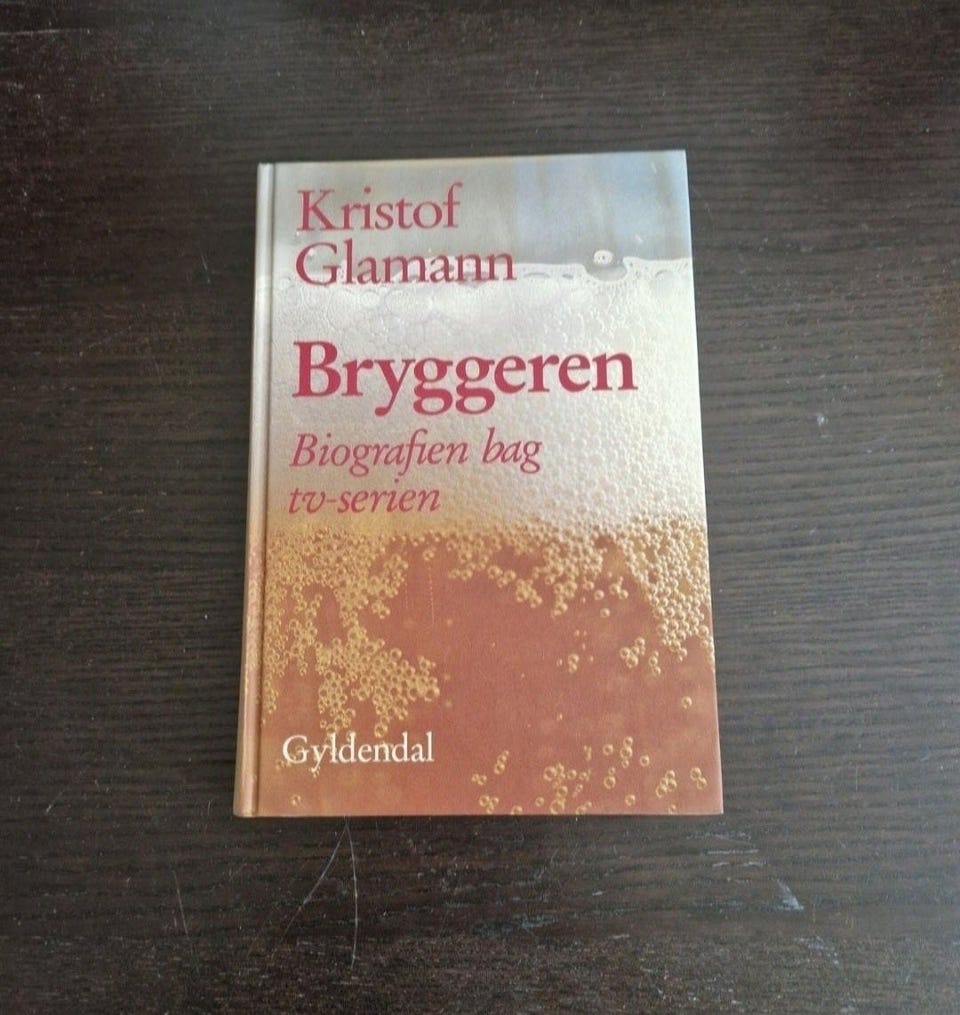 Kristof
Glamann
Bryggeren
Biografien bag
tv-serien
Gyldendal